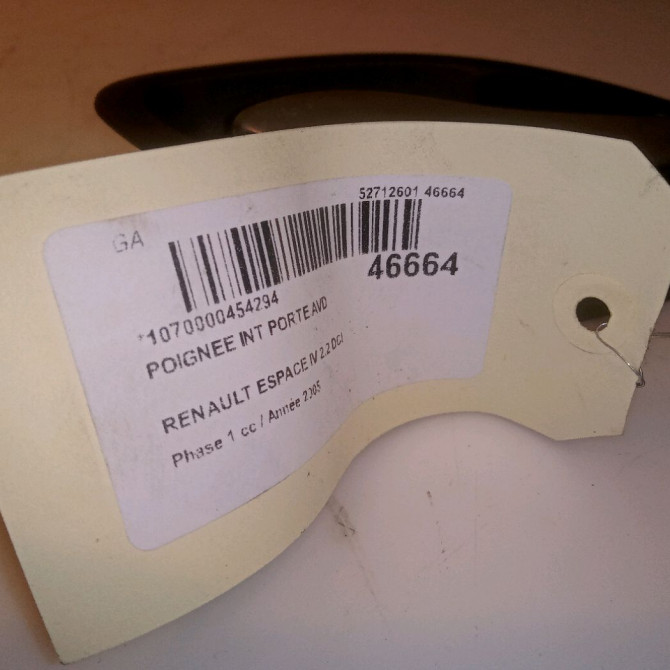 52712601 46664
GA
46664
*1070000454294
POIGNEE INT PORTE AVD
RENAULT ESPACE IV 2.2 DCI
Phase 1 cc / Année 2005